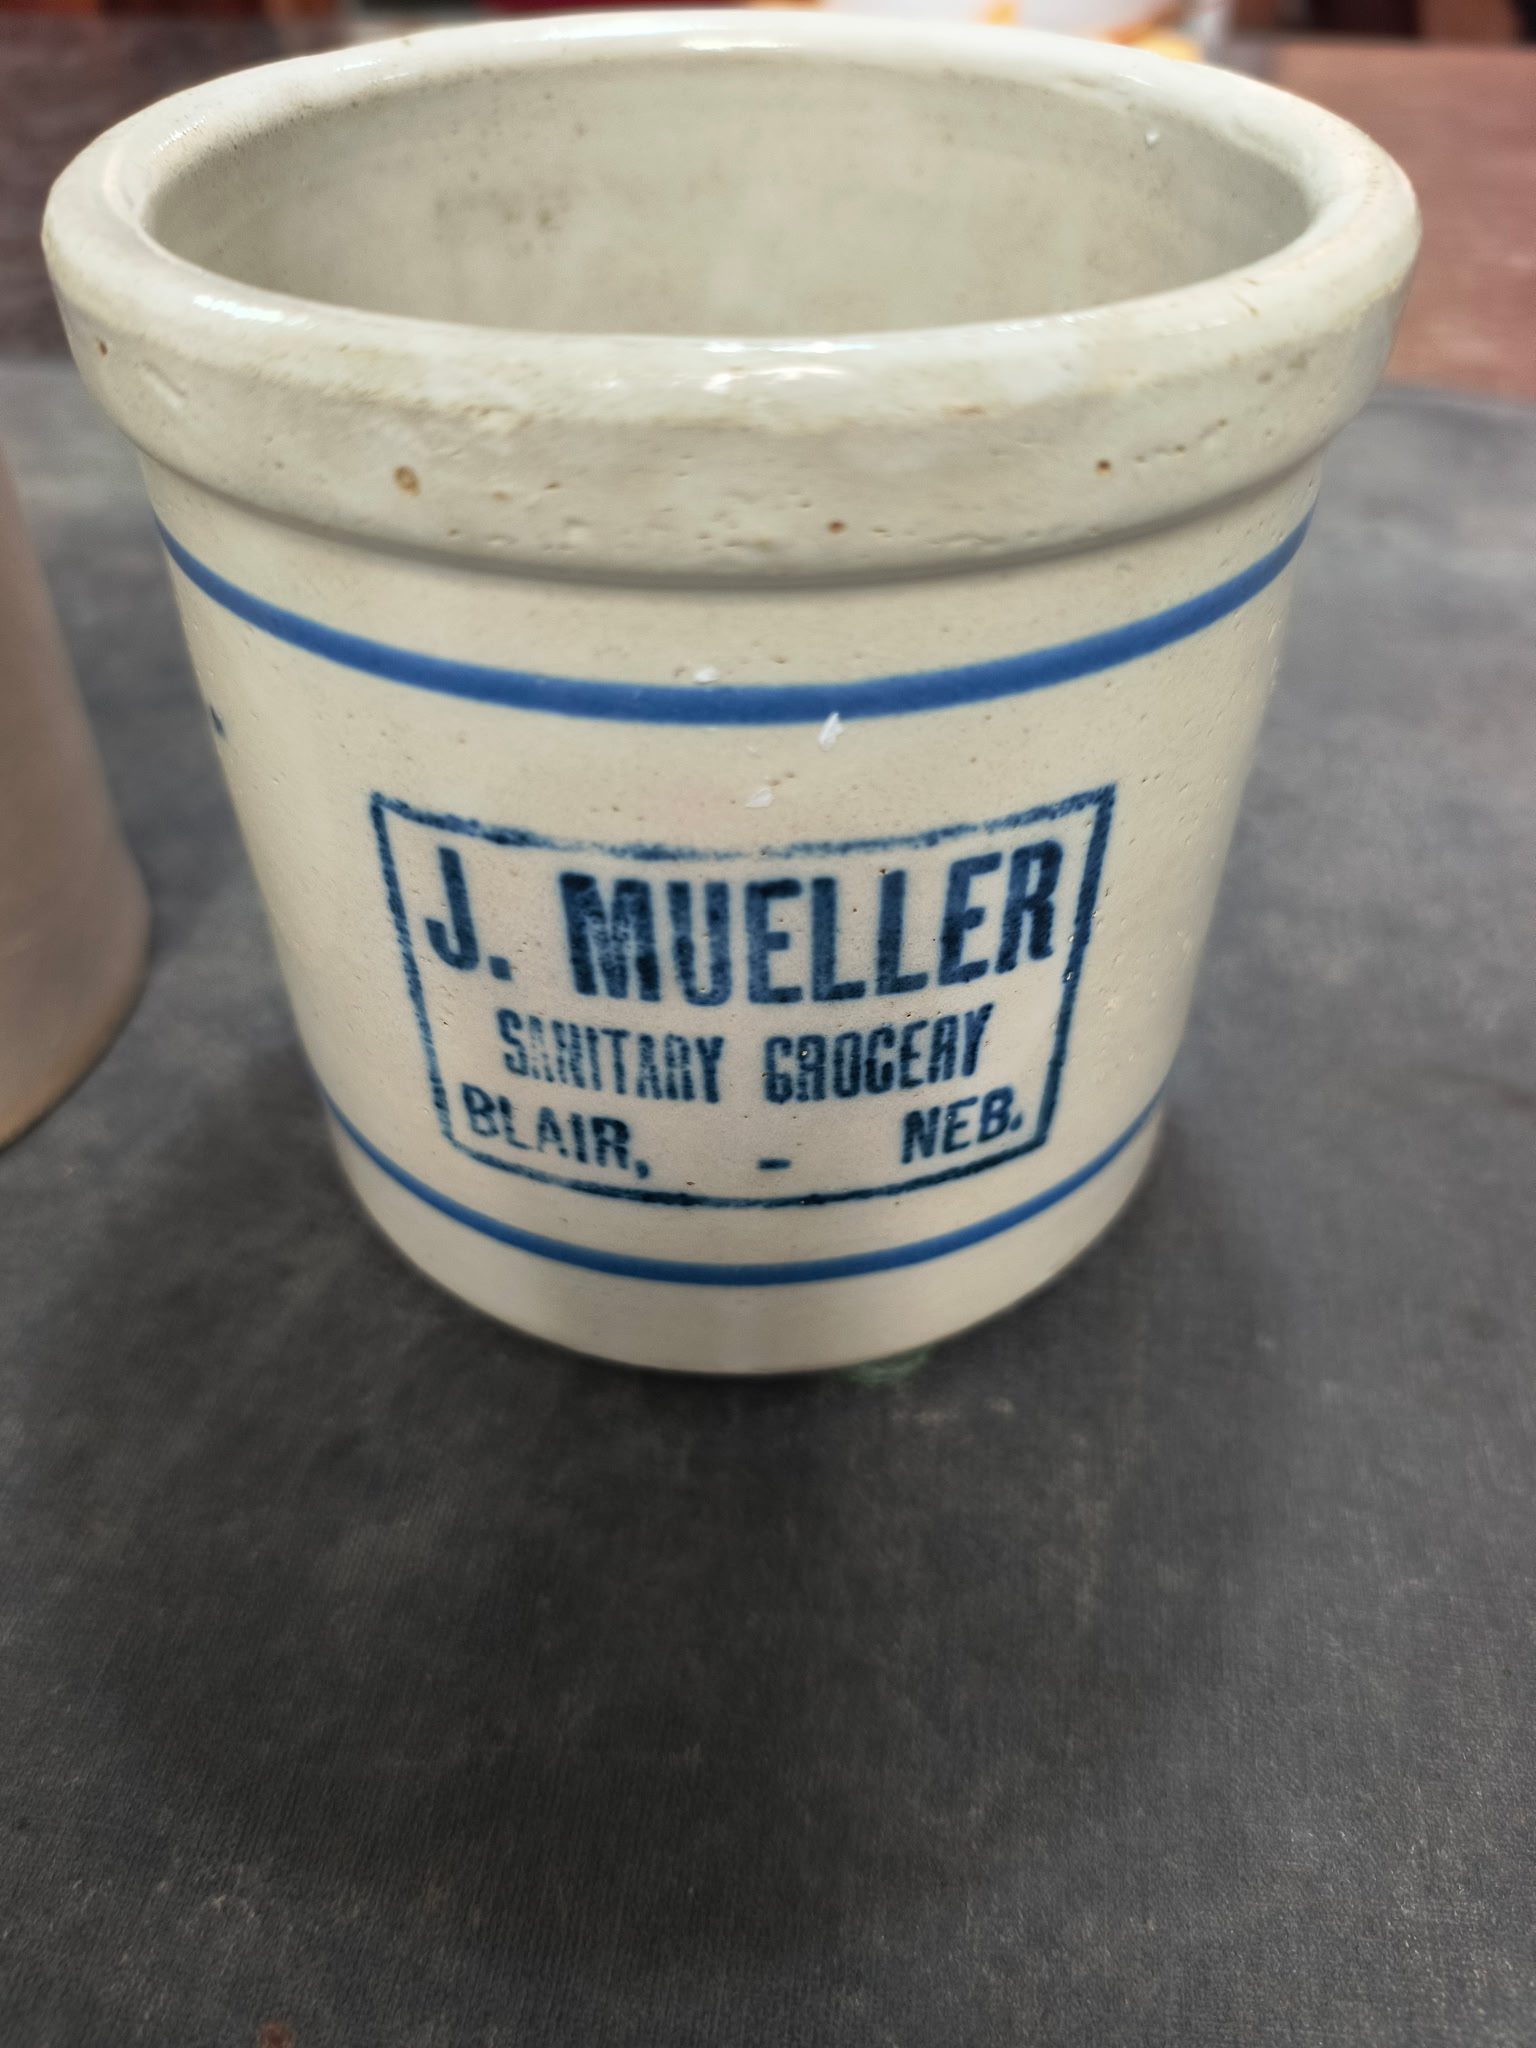 J. MUELLER
SANITARY GROCERY
BLAIR, - NEB.